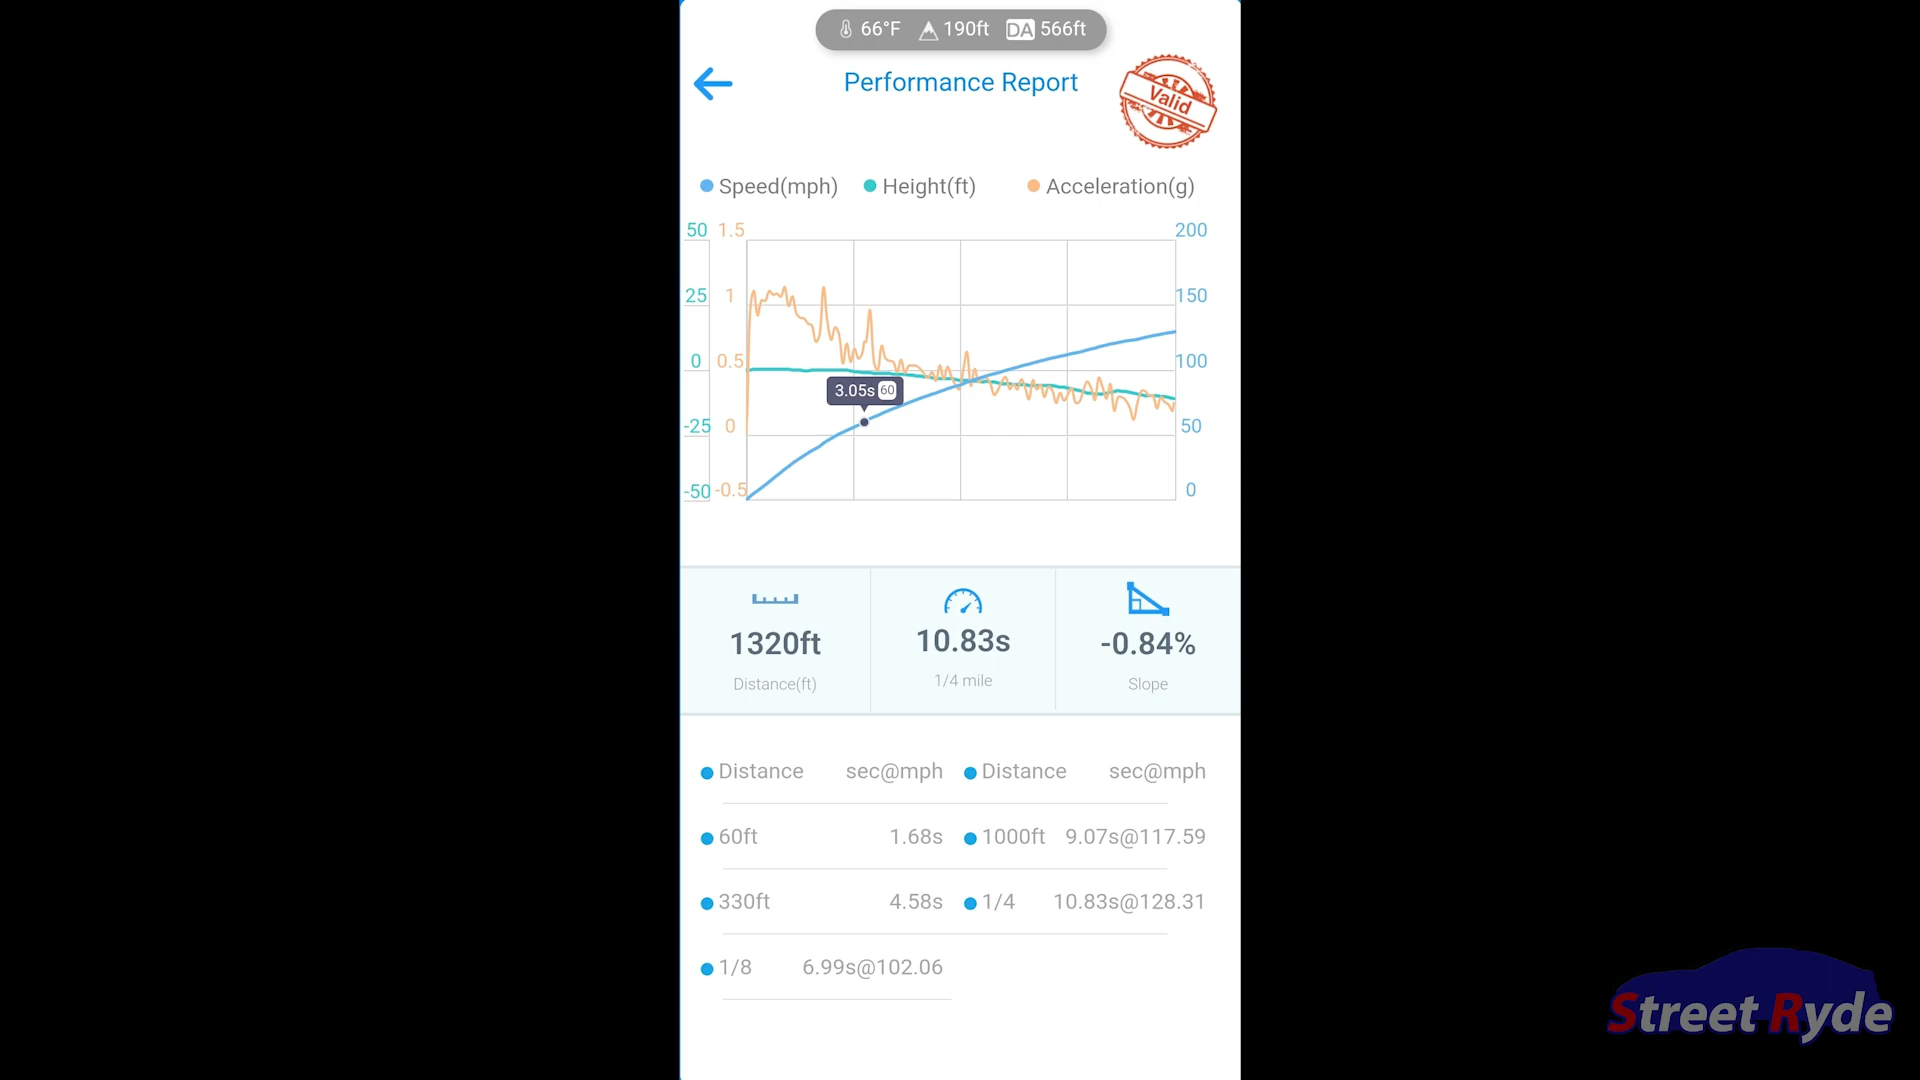 66°F 190ft DA 566ft
Performance Report
Valid
Speed(mph) Height(ft) Acceleration(g)
50 1.5 200
25 1 150
0 0.5 100
3.05s 60
-25 0 50
-50 -0.5 0
1320ft 10.83s -0.84%
Distance(ft) 1/4 mile Slope
Distance sec@mph Distance sec@mph
60ft 1.68s 1000ft 9.07s@117.59
330ft 4.58s 1/4 10.83s@128.31
1/8 6.99s@102.06
Street Ryde